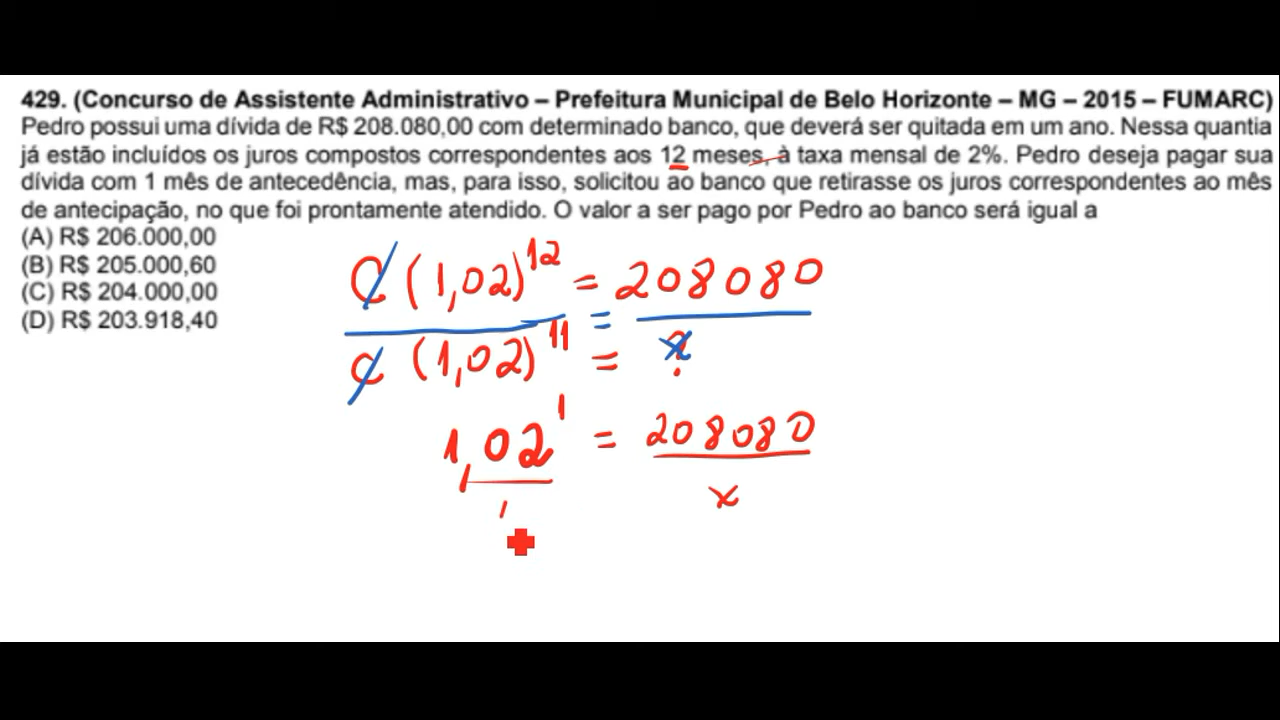 429. (Concurso de Assistente Administrativo – Prefeitura Municipal de Belo Horizonte – MG – 2015 – FUMARC)
Pedro possui uma dívida de R$ 208.080,00 com determinado banco, que deverá ser quitada em um ano. Nessa quantia
já estão incluídos os juros compostos correspondentes aos 12 meses, à taxa mensal de 2%. Pedro deseja pagar sua
dívida com 1 mês de antecedência, mas, para isso, solicitou ao banco que retirasse os juros correspondentes ao mês
de antecipação, no que foi prontamente atendido. O valor a ser pago por Pedro ao banco será igual a
(A) R$ 206.000,00
(B) R$ 205.000,60
(C) R$ 204.000,00
(D) R$ 203.918,40
C (1,02)^12 = 208080
=
C (1,02)^11 = x
1,02^1 = 208080
1 x